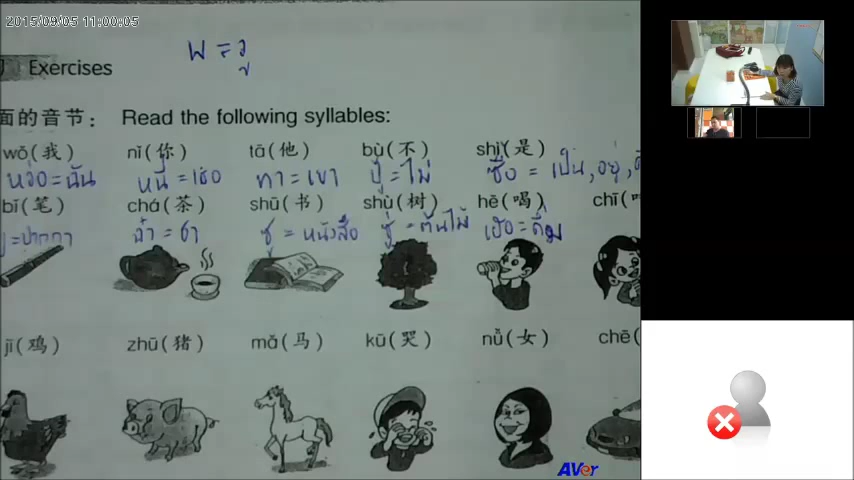 2015/09/05 11:00:05
Exercises
面的音节： Read the following syllables:
wǒ(我) nǐ(你) tā(他) bù(不) shì(是)
หว่อ=ฉัน หนี่=เธอ ทา=เขา ปู้=ไม่ ซื่อ = เป็น, อยู่,
bǐ(笔) chá(茶) shū(书) shù(树) hē(喝) chī(
=ปากกา ฉ๋า=ชา ซู = หนังสือ ซู่ =ต้นไม้ เฮอ=ดื่ม
jī(鸡) zhū(猪) mǎ(马) kū(哭) nǚ(女) chē(
AVer